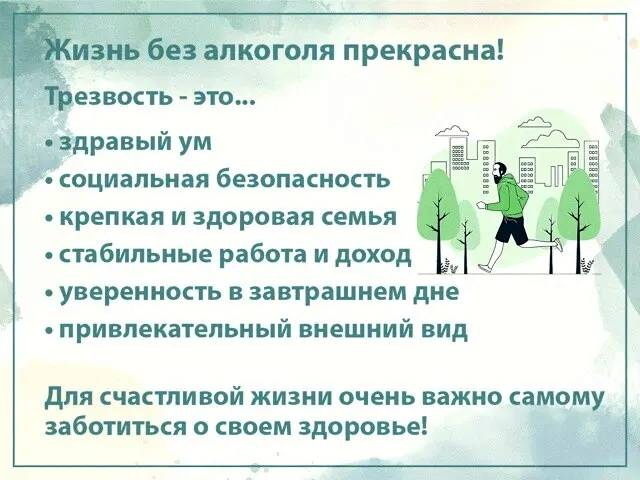 Жизнь без алкоголя прекрасна!
Трезвость - это...
• здравый ум
• социальная безопасность
• крепкая и здоровая семья
• стабильные работа и доход
• уверенность в завтрашнем дне
• привлекательный внешний вид
Для счастливой жизни очень важно самому
заботиться о своем здоровье!